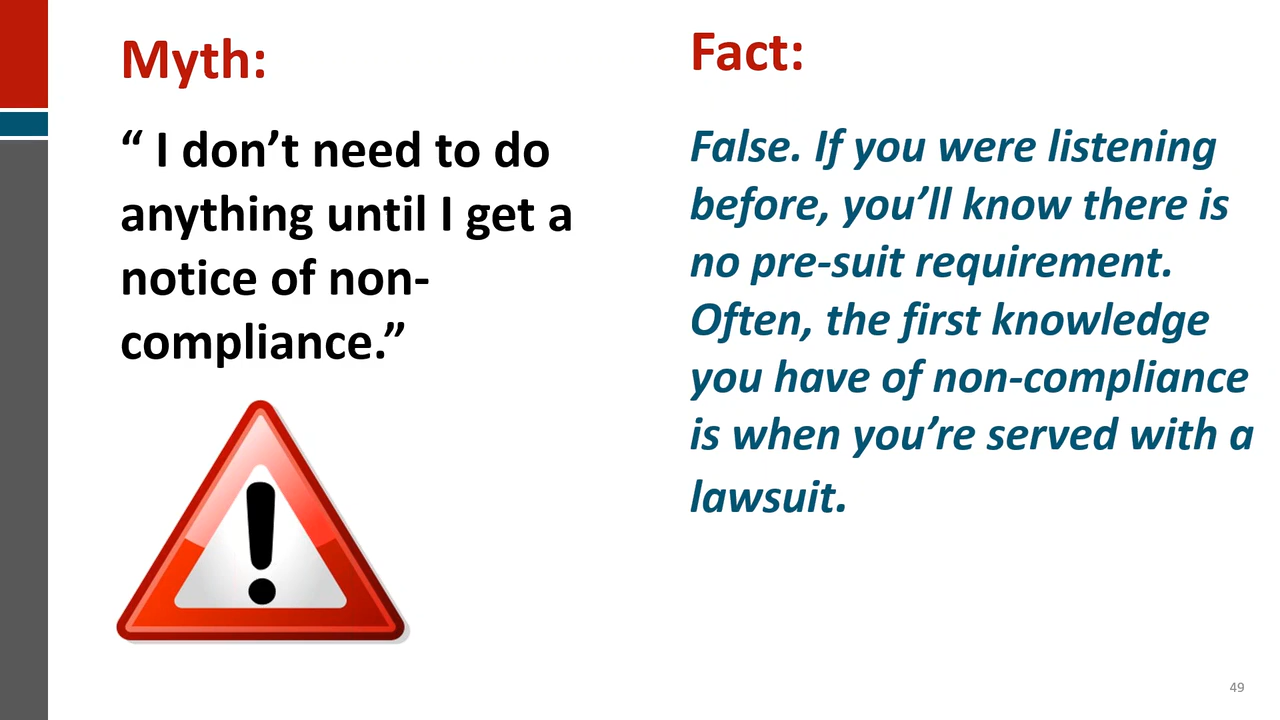 Myth:
“ I don’t need to do
anything until I get a
notice of non-
compliance.”
Fact:
False. If you were listening
before, you’ll know there is
no pre-suit requirement.
Often, the first knowledge
you have of non-compliance
is when you’re served with a
lawsuit.
49